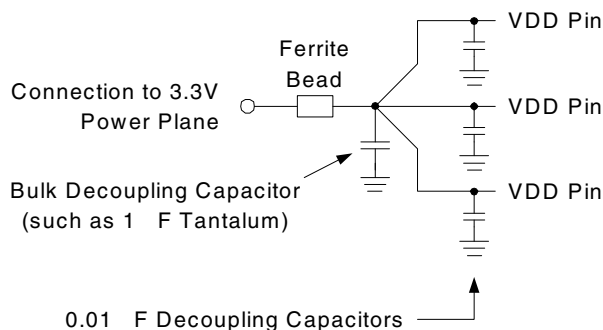 VDD Pin
Ferrite
Bead
Connection to 3.3V
Power Plane
VDD Pin
Bulk Decoupling Capacitor
(such as 1 F Tantalum)
VDD Pin
0.01 F Decoupling Capacitors